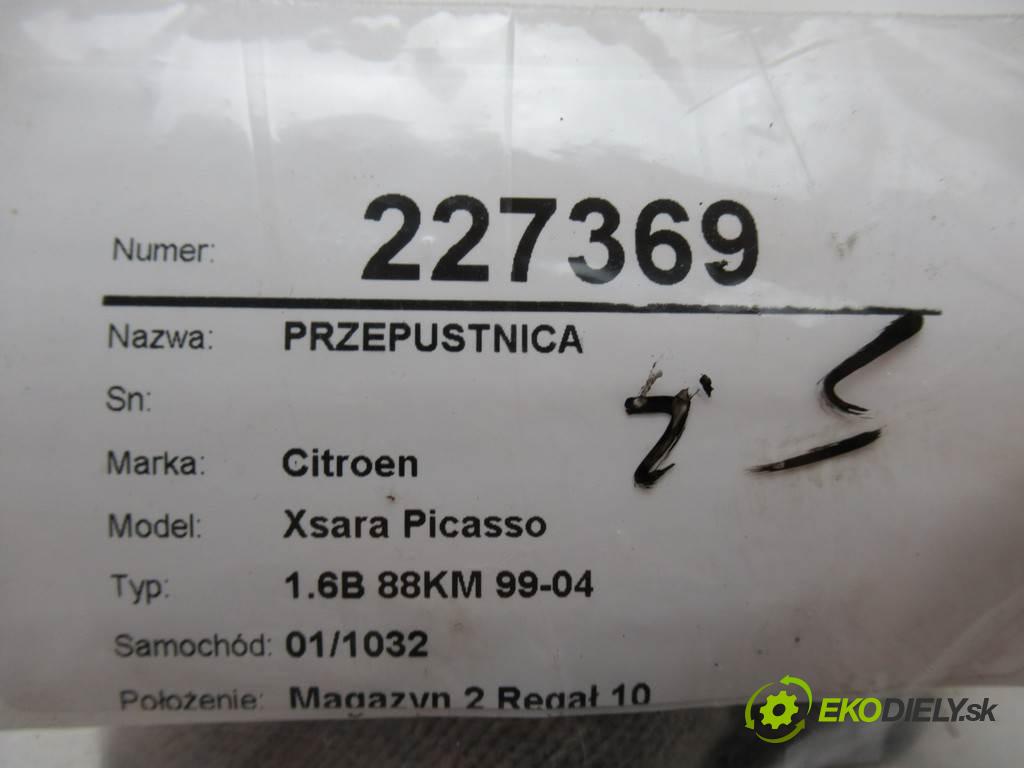 Numer: 227369
Nazwa: PRZEPUSTNICA
Sn:
Marka: Citroen
Model: Xsara Picasso
Typ: 1.6B 88KM 99-04
Samochód: 01/1032
Położenie: Magazyn 2 Regał 10
EKODIELY.sk